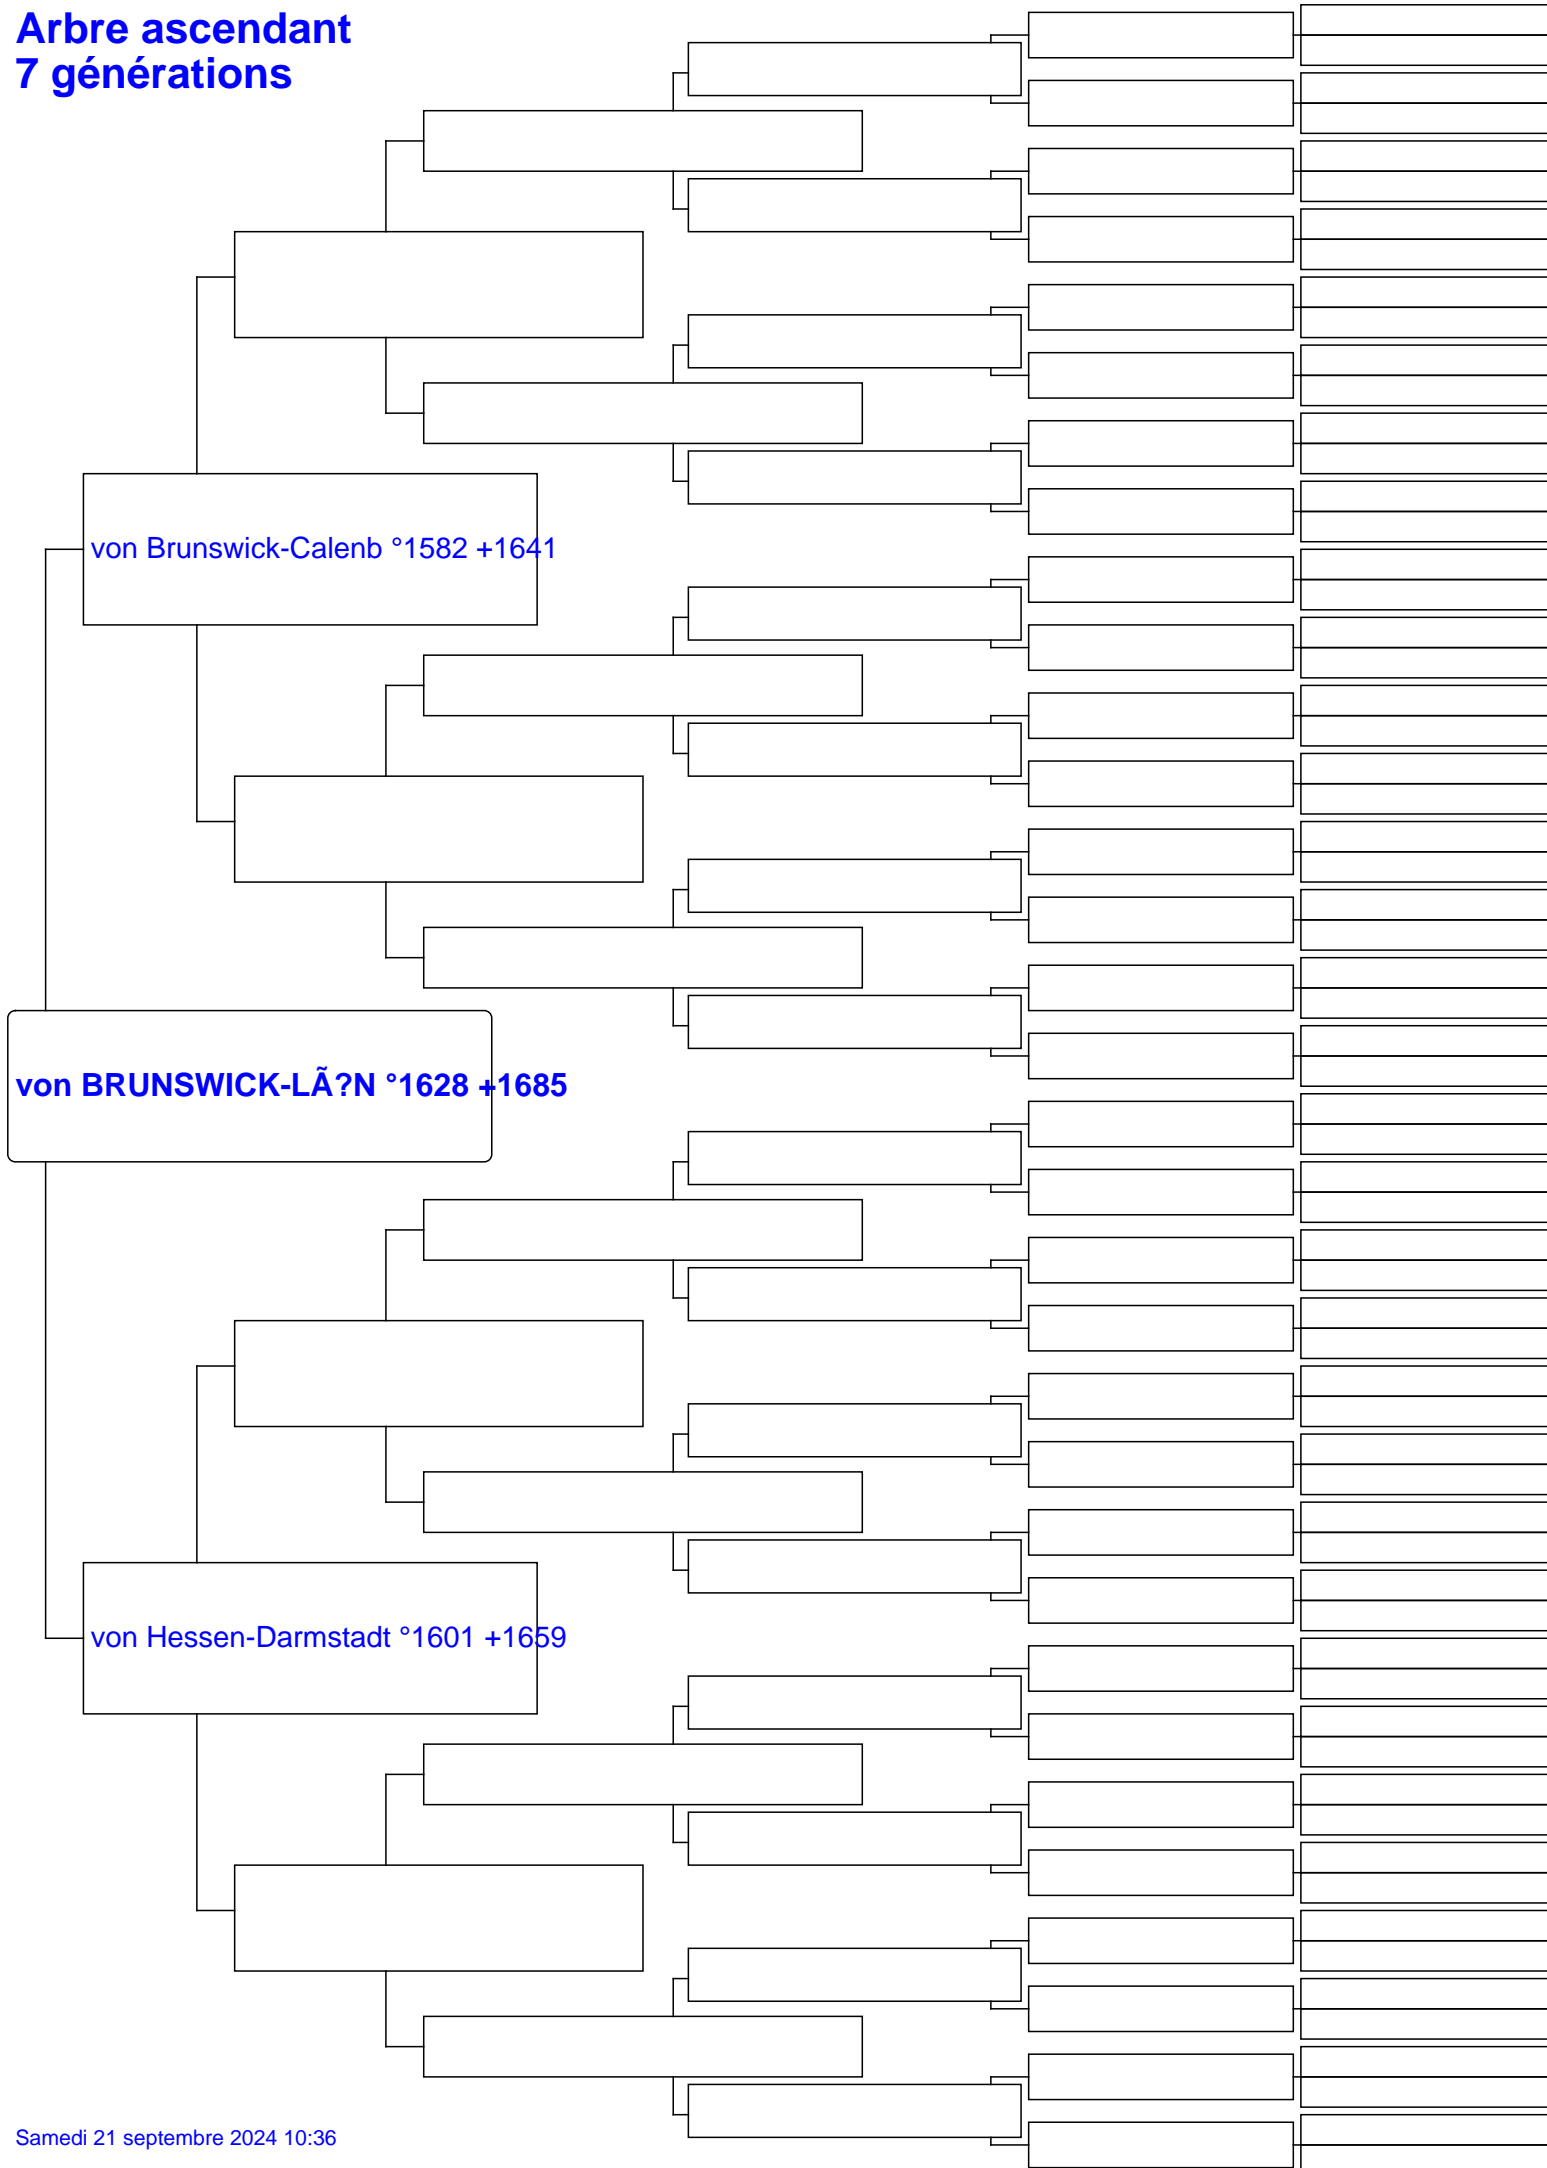 Arbre ascendant
7 générations
von Brunswick-Calenb °1582 +1641
von BRUNSWICK-LÃ?N °1628 +1685
von Hessen-Darmstadt °1601 +1659
Samedi 21 septembre 2024 10:36